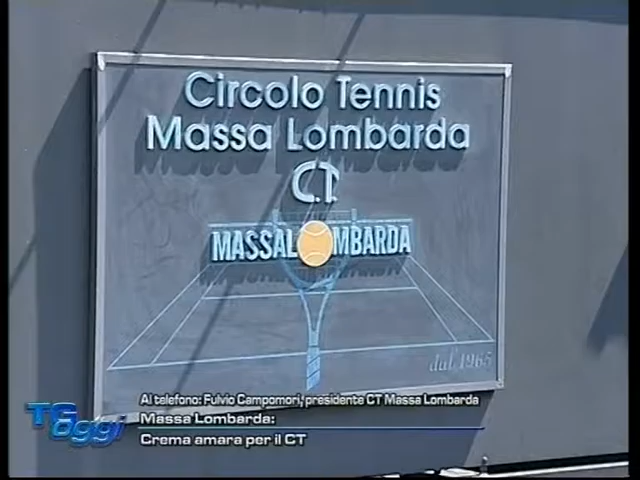 Circolo Tennis
Massa Lombarda
C.T.
MASSALOMBARDA
dal 1965
Al telefono: Fulvio Campomori, presidente CT Massa Lombarda
TG Oggi
Massa Lombarda:
Crema amara per il CT